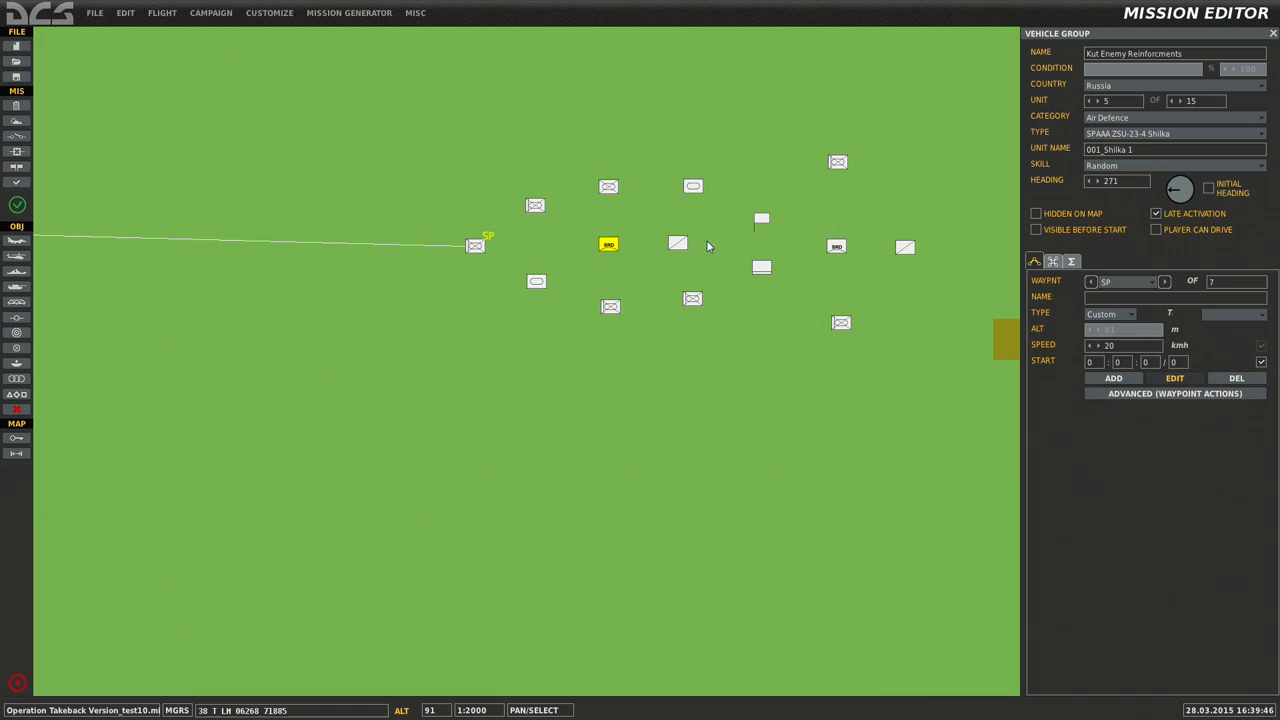 DCS FILE EDIT FLIGHT CAMPAIGN CUSTOMIZE MISSION GENERATOR MISC MISSION EDITOR
FILE
MIS
OBJ
MAP
SP
VEHICLE GROUP
NAME Kut Enemy Reinforcments
CONDITION % 100
COUNTRY Russia
UNIT 5 OF 15
CATEGORY Air Defence
TYPE SPAAA ZSU-23-4 Shilka
UNIT NAME 001_Shilka 1
SKILL Random
HEADING 271 INITIAL HEADING
HIDDEN ON MAP LATE ACTIVATION
VISIBLE BEFORE START PLAYER CAN DRIVE
WAYPNT SP OF 7
NAME
TYPE Custom T.
ALT 91 m
SPEED 20 kmh
START 0 : 0 : 0 / 0
ADD EDIT DEL
ADVANCED (WAYPOINT ACTIONS)
Operation Takeback Version_test10.mi MGRS 38 T LM 06268 71885 ALT 91 1:2000 PAN/SELECT 28.03.2015 16:39:46